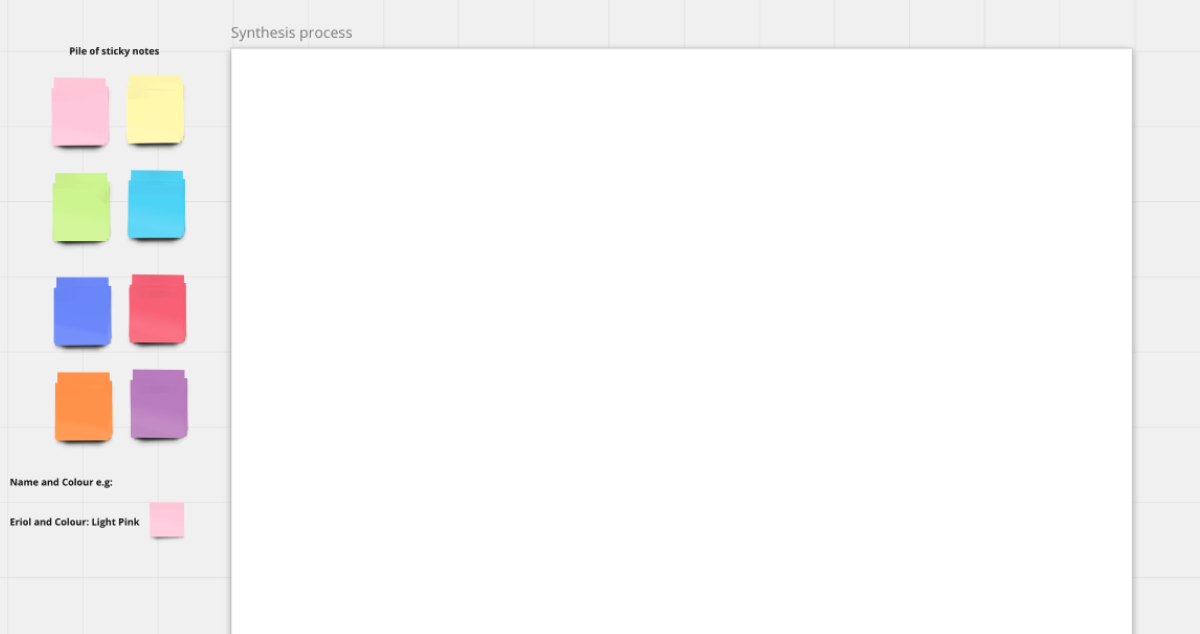 Synthesis process
Pile of sticky notes
Name and Colour e.g:
Eriol and Colour: Light Pink